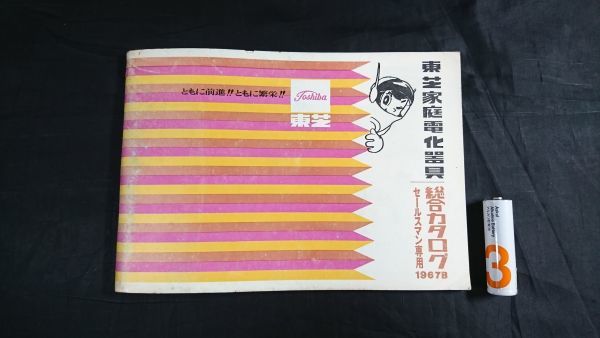 ともに前進!!ともに繁栄!!
Toshiba
東芝
東芝家庭電化器具
総合カタログ
セールスマン専用
1967B
3